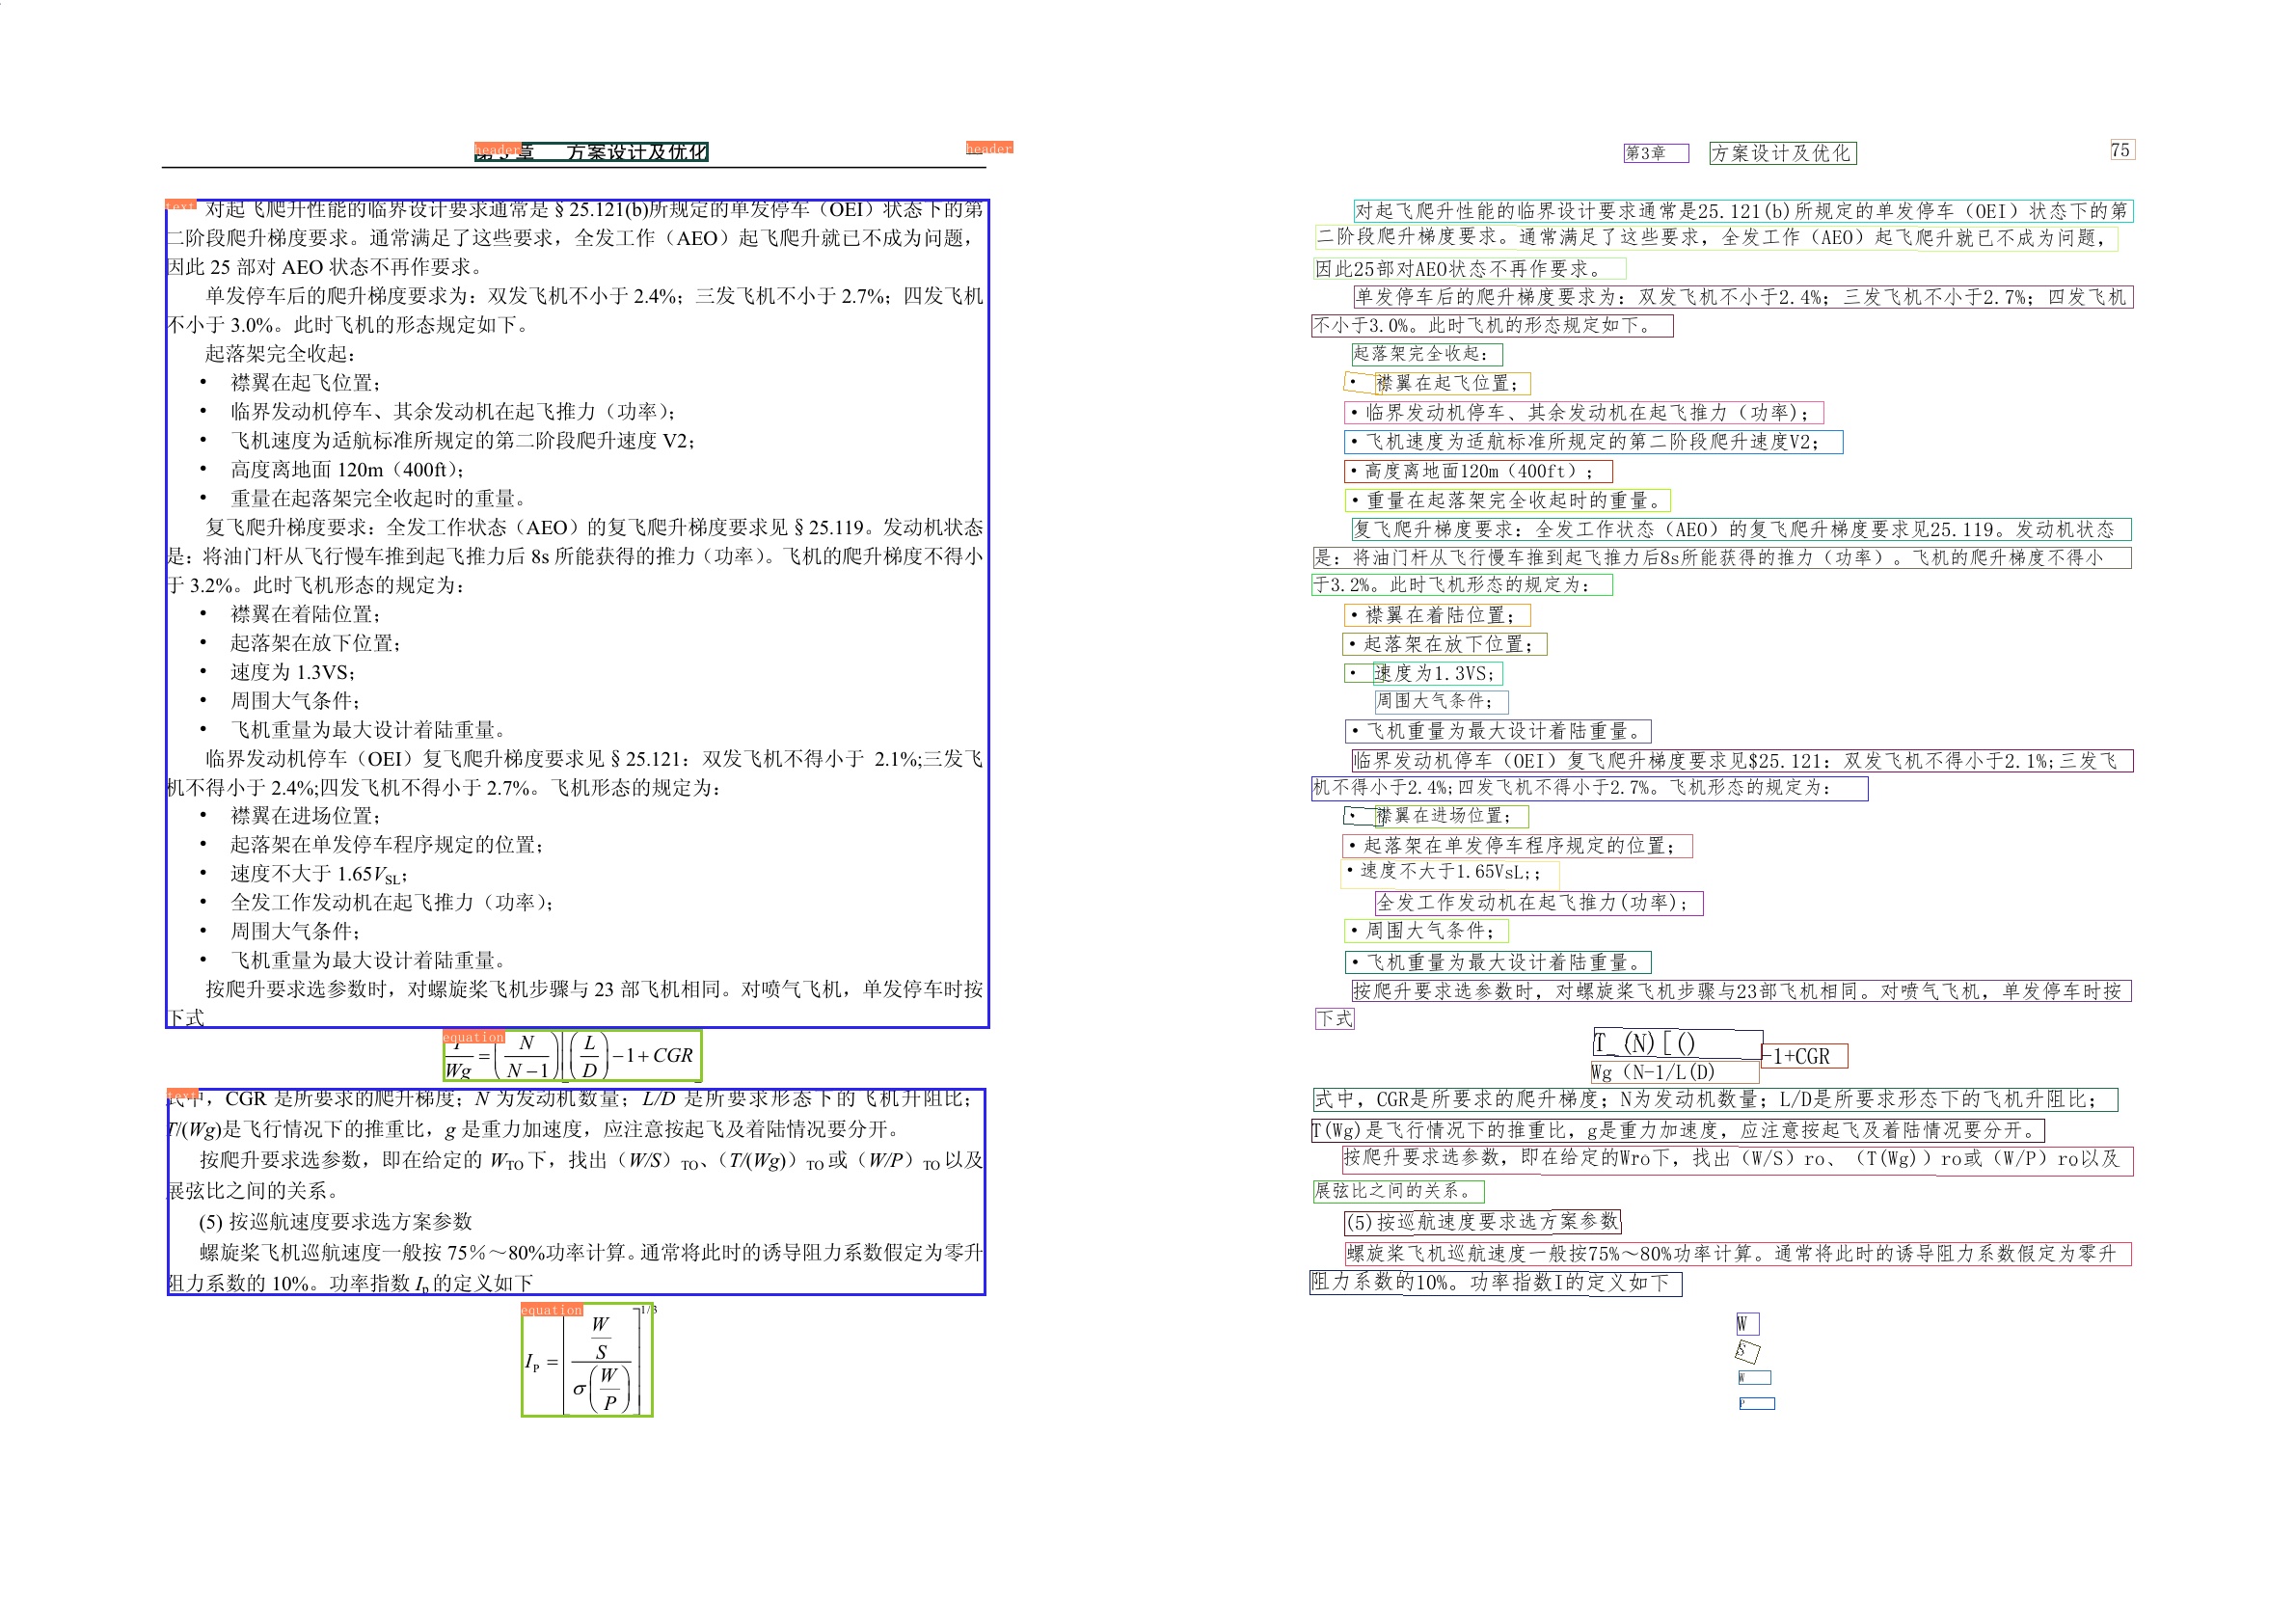 header
第3章 方案设计及优化
header
text
对起飞爬升性能的临界设计要求通常是§25.121(b)所规定的单发停车（OEI）状态下的第
二阶段爬升梯度要求。通常满足了这些要求，全发工作（AEO）起飞爬升就已不成为问题，
因此 25 部对 AEO 状态不再作要求。
单发停车后的爬升梯度要求为：双发飞机不小于 2.4%；三发飞机不小于 2.7%；四发飞机
不小于 3.0%。此时飞机的形态规定如下。
起落架完全收起：
• 襟翼在起飞位置；
• 临界发动机停车、其余发动机在起飞推力（功率）；
• 飞机速度为适航标准所规定的第二阶段爬升速度 V2；
• 高度离地面 120m（400ft）；
• 重量在起落架完全收起时的重量。
复飞爬升梯度要求：全发工作状态（AEO）的复飞爬升梯度要求见§25.119。发动机状态
是：将油门杆从飞行慢车推到起飞推力后 8s 所能获得的推力（功率）。飞机的爬升梯度不得小
于 3.2%。此时飞机形态的规定为：
• 襟翼在着陆位置；
• 起落架在放下位置；
• 速度为 1.3VS；
• 周围大气条件；
• 飞机重量为最大设计着陆重量。
临界发动机停车（OEI）复飞爬升梯度要求见§25.121：双发飞机不得小于 2.1%;三发飞
机不得小于 2.4%;四发飞机不得小于 2.7%。飞机形态的规定为：
• 襟翼在进场位置；
• 起落架在单发停车程序规定的位置；
• 速度不大于 1.65VSL；
• 全发工作发动机在起飞推力（功率）；
• 周围大气条件；
• 飞机重量为最大设计着陆重量。
按爬升要求选参数时，对螺旋桨飞机步骤与 23 部飞机相同。对喷气飞机，单发停车时按
下式
equation
T/Wg = (N/(N−1)) [(L/D) −1+CGR
text
式中，CGR 是所要求的爬升梯度；N 为发动机数量；L/D 是所要求形态下的飞机升阻比；
T/(Wg)是飞行情况下的推重比，g 是重力加速度，应注意按起飞及着陆情况要分开。
按爬升要求选参数，即在给定的 WTO 下，找出（W/S）TO、（T/(Wg)）TO 或（W/P）TO 以及
展弦比之间的关系。
(5) 按巡航速度要求选方案参数
螺旋桨飞机巡航速度一般按 75%～80%功率计算。通常将此时的诱导阻力系数假定为零升
阻力系数的 10%。功率指数 Ip 的定义如下
equation
IP = [(W/S) / (σ(W/P))]1/3
第3章 方案设计及优化 75
对起飞爬升性能的临界设计要求通常是25.121(b)所规定的单发停车（OEI）状态下的第
二阶段爬升梯度要求。通常满足了这些要求，全发工作（AEO）起飞爬升就已不成为问题，
因此25部对AEO状态不再作要求。
单发停车后的爬升梯度要求为：双发飞机不小于2.4%；三发飞机不小于2.7%；四发飞机
不小于3.0%。此时飞机的形态规定如下。
起落架完全收起：
• 襟翼在起飞位置；
•临界发动机停车、其余发动机在起飞推力（功率)；
•飞机速度为适航标准所规定的第二阶段爬升速度V2；
•高度离地面120m（400ft）；
•重量在起落架完全收起时的重量。
复飞爬升梯度要求：全发工作状态（AEO）的复飞爬升梯度要求见25.119。发动机状态
是：将油门杆从飞行慢车推到起飞推力后8s所能获得的推力（功率）。飞机的爬升梯度不得小
于3.2%。此时飞机形态的规定为：
•襟翼在着陆位置；
•起落架在放下位置；
• 速度为1.3VS;
周围大气条件；
•飞机重量为最大设计着陆重量。
临界发动机停车（OEI）复飞爬升梯度要求见$25.121：双发飞机不得小于2.1%;三发飞
机不得小于2.4%;四发飞机不得小于2.7%。飞机形态的规定为：
• 襟翼在进场位置；
•起落架在单发停车程序规定的位置；
•速度不大于1.65VsL;；
全发工作发动机在起飞推力(功率)；
•周围大气条件；
•飞机重量为最大设计着陆重量。
按爬升要求选参数时，对螺旋桨飞机步骤与23部飞机相同。对喷气飞机，单发停车时按
下式
T_(N)[()
-1+CGR
Wg（N-1/L(D)
式中，CGR是所要求的爬升梯度；N为发动机数量；L/D是所要求形态下的飞机升阻比；
T(Wg)是飞行情况下的推重比，g是重力加速度，应注意按起飞及着陆情况要分开。
按爬升要求选参数，即在给定的Wro下，找出（W/S）ro、（T(Wg)）ro或（W/P）ro以及
展弦比之间的关系。
(5)按巡航速度要求选方案参数
螺旋桨飞机巡航速度一般按75%～80%功率计算。通常将此时的诱导阻力系数假定为零升
阻力系数的10%。功率指数I的定义如下
W
S
W
P